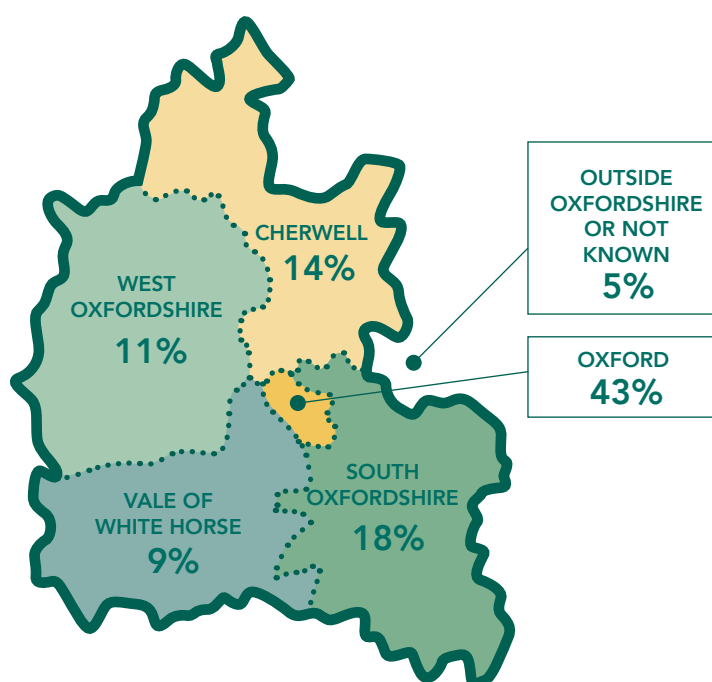 CHERWELL
14%
WEST
OXFORDSHIRE
11%
OUTSIDE
OXFORDSHIRE
OR NOT
KNOWN
5%
OXFORD
43%
SOUTH
OXFORDSHIRE
18%
VALE OF
WHITE HORSE
9%